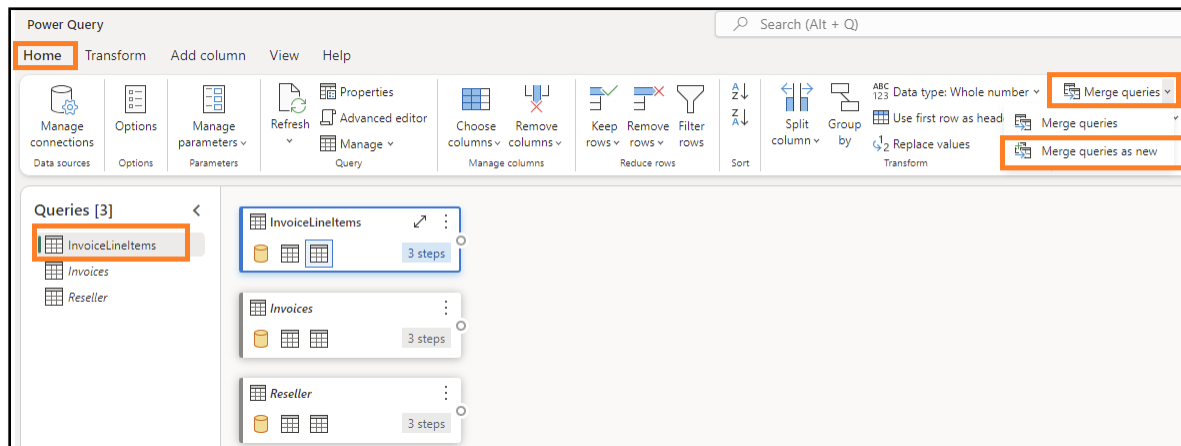 Power Query
Search (Alt + Q)
Home Transform Add column View Help
Manage connections
Data sources
Options
Options
Manage parameters
Parameters
Refresh
Properties
Advanced editor
Manage
Query
Choose columns
Remove columns
Manage columns
Keep rows
Remove rows
Filter rows
Reduce rows
A
Z
Z
A
Sort
Split column
Group by
ABC
123 Data type: Whole number
Use first row as head
1
2 Replace values
Transform
Merge queries
Merge queries
Merge queries as new
Queries [3]
InvoiceLineItems
Invoices
Reseller
InvoiceLineItems
3 steps
Invoices
3 steps
Reseller
3 steps